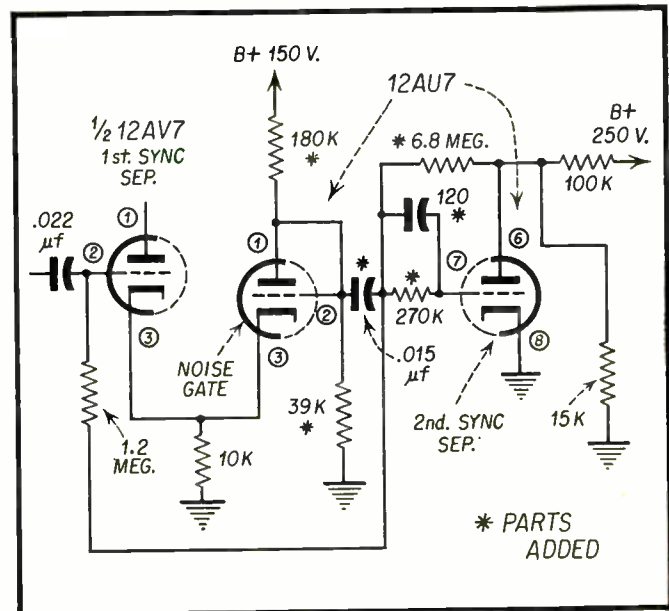 B+ 150 V.
12AU7
½ 12AV7
1st. SYNC
SEP.
180K
*
* 6.8 MEG.
B+
250 V.
100K
.022
µf
1
2
3
1
2
3
120
*
*
*
270K
.015
µf
7
6
8
NOISE
GATE
1.2
MEG.
10K
39K
*
2nd. SYNC
SEP.
15K
* PARTS
ADDED